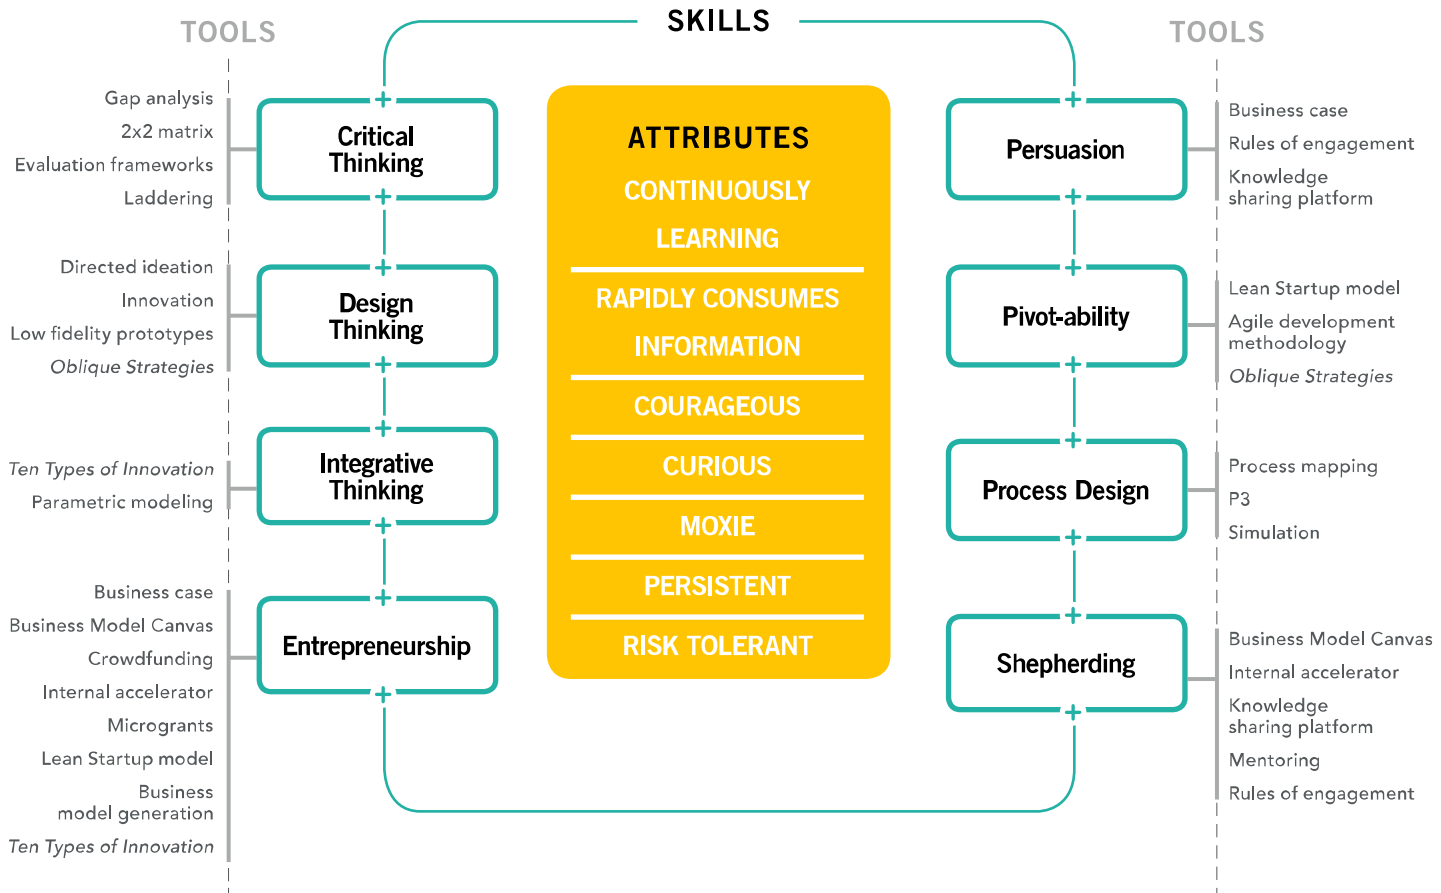 SKILLS
TOOLS
Gap analysis
2x2 matrix
Evaluation frameworks
Laddering
Critical
Thinking
Directed ideation
Innovation
Low fidelity prototypes
Oblique Strategies
Design
Thinking
Ten Types of Innovation
Parametric modeling
Integrative
Thinking
Business case
Business Model Canvas
Crowdfunding
Internal accelerator
Microgrants
Lean Startup model
Business
model generation
Ten Types of Innovation
Entrepreneurship
ATTRIBUTES
CONTINUOUSLY
LEARNING
RAPIDLY CONSUMES
INFORMATION
COURAGEOUS
CURIOUS
MOXIE
PERSISTENT
RISK TOLERANT
TOOLS
Persuasion
Business case
Rules of engagement
Knowledge
sharing platform
Pivot-ability
Lean Startup model
Agile development
methodology
Oblique Strategies
Process Design
Process mapping
P3
Simulation
Shepherding
Business Model Canvas
Internal accelerator
Knowledge
sharing platform
Mentoring
Rules of engagement